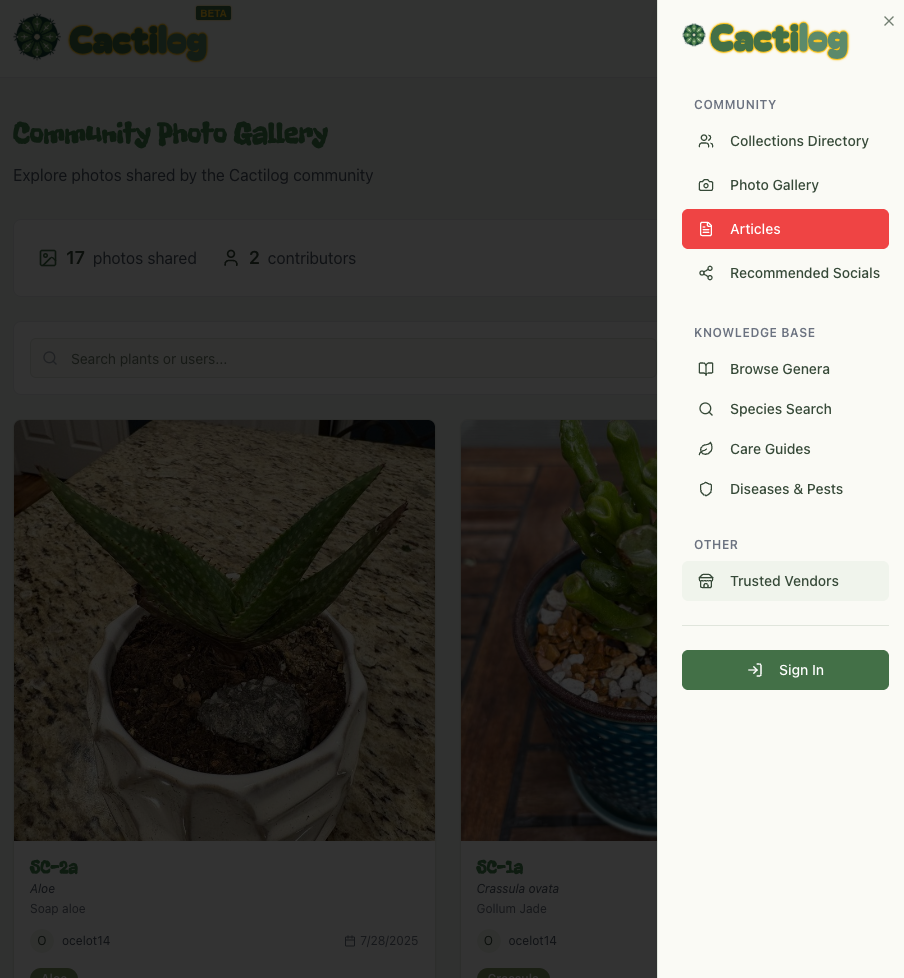 BETA
Cactilog
Community Photo Gallery
Explore photos shared by the Cactilog community
17 photos shared 2 contributors
Search plants or users...
SC-2a
Aloe
Soap aloe
O ocelot14 7/28/2025
Aloe
SC-1a
Crassula ovata
Gollum Jade
O ocelot14
Crassula
Cactilog
COMMUNITY
Collections Directory
Photo Gallery
Articles
Recommended Socials
KNOWLEDGE BASE
Browse Genera
Species Search
Care Guides
Diseases & Pests
OTHER
Trusted Vendors
Sign In